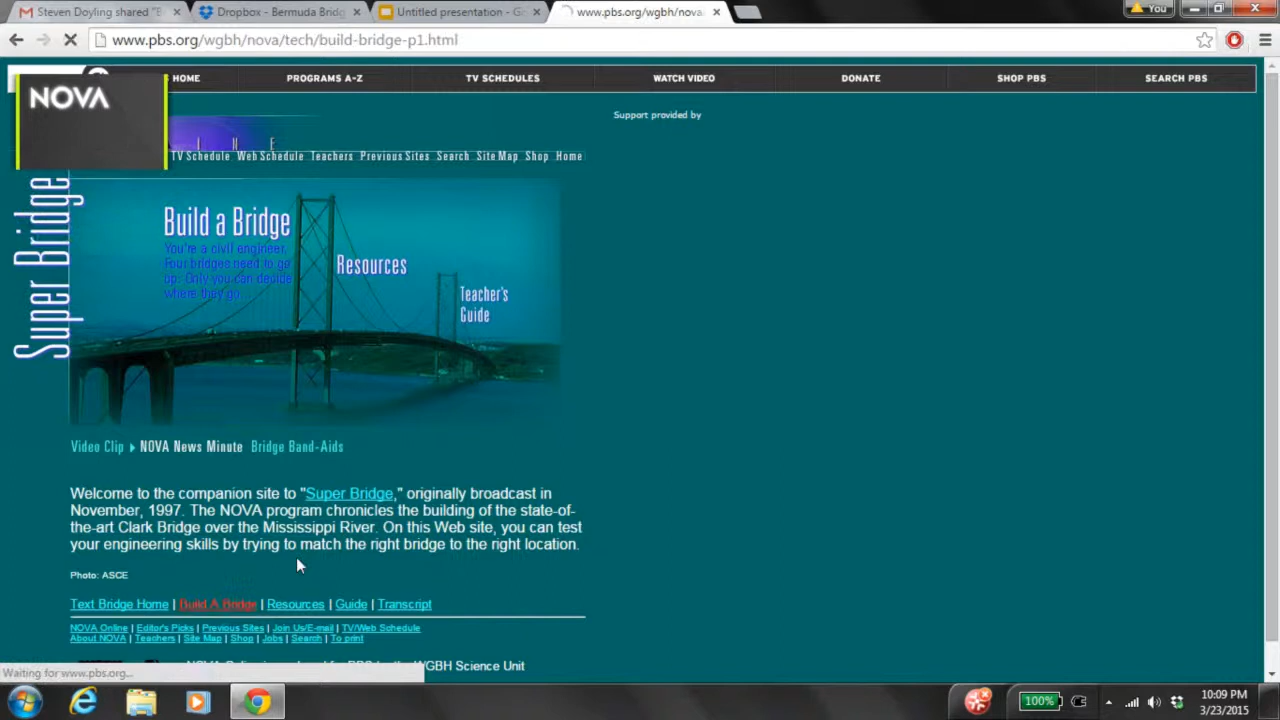 Steven Doyling shared "B
Dropbox - Bermuda Bridg
Untitled presentation - Go
www.pbs.org/wgbh/nova
You
www.pbs.org/wgbh/nova/tech/build-bridge-p1.html
HOME
PROGRAMS A-Z
TV SCHEDULES
WATCH VIDEO
DONATE
SHOP PBS
SEARCH PBS
NOVA
Support provided by
I N E
TV Schedule Web Schedule Teachers Previous Sites Search Site Map Shop Home
Super Bridge
Build a Bridge
You're a civil engineer.
Four bridges need to go
up. Only you can decide
where they go...
Resources
Teacher's
Guide
Video Clip NOVA News Minute Bridge Band-Aids
Welcome to the companion site to "Super Bridge," originally broadcast in
November, 1997. The NOVA program chronicles the building of the state-of-
the-art Clark Bridge over the Mississippi River. On this Web site, you can test
your engineering skills by trying to match the right bridge to the right location.
Photo: ASCE
Text Bridge Home | Build A Bridge | Resources | Guide | Transcript
NOVA Online | Editor's Picks | Previous Sites | Join Us/E-mail | TV/Web Schedule
About NOVA | Teachers | Site Map | Shop | Jobs | Search | To print
WGBH Science Unit
Waiting for www.pbs.org...
100%
10:09 PM
3/23/2015